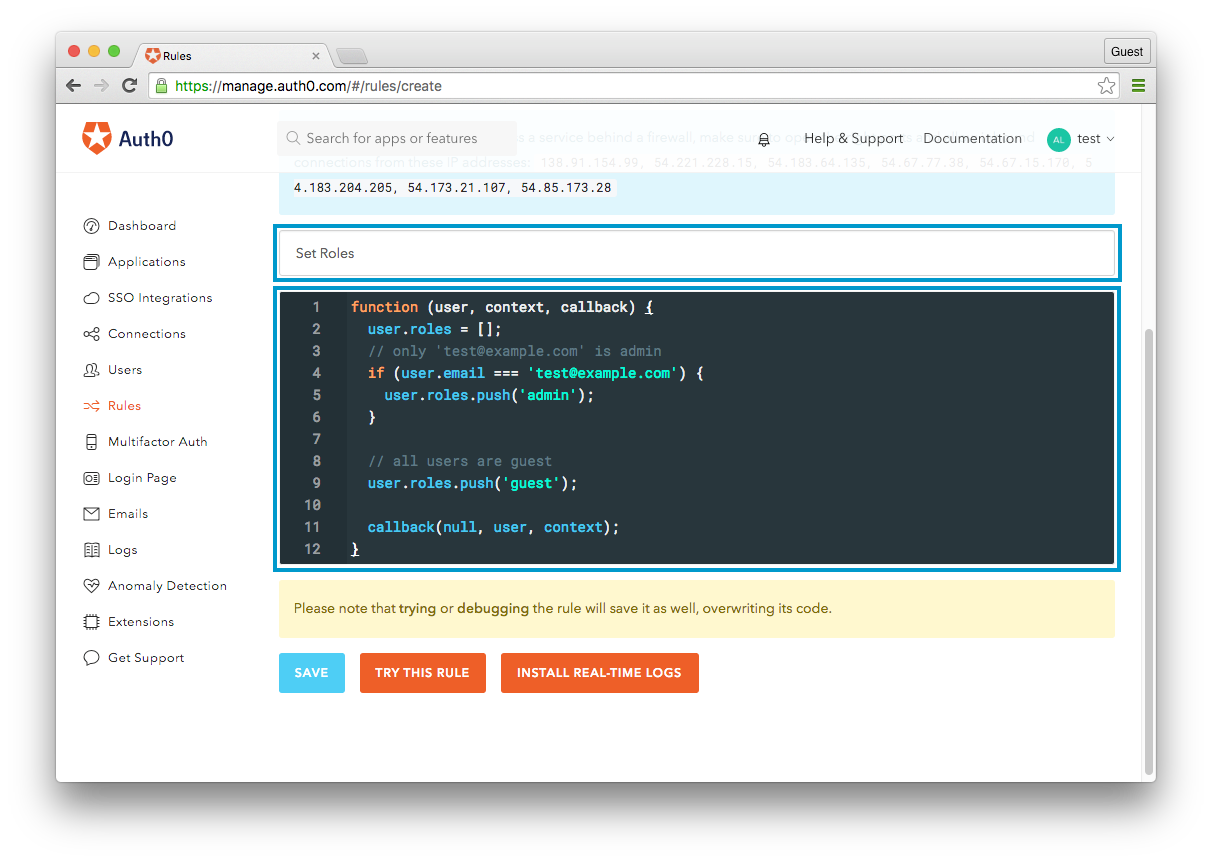 Rules
Guest
https://manage.auth0.com/#/rules/create
Auth0
Search for apps or features
s a service behind a firewall, make sure to op
Help & Support
Documentation
AL
test
connections from these IP addresses: 138.91.154.99, 54.221.228.15, 54.183.64.135, 54.67.77.38, 54.67.15.170, 5
4.183.204.205, 54.173.21.107, 54.85.173.28
Dashboard
Applications
SSO Integrations
Connections
Users
Rules
Multifactor Auth
Login Page
Emails
Logs
Anomaly Detection
Extensions
Get Support
Set Roles
1 function (user, context, callback) {
2 user.roles = [];
3 // only 'test@example.com' is admin
4 if (user.email === 'test@example.com') {
5 user.roles.push('admin');
6 }
7
8 // all users are guest
9 user.roles.push('guest');
10
11 callback(null, user, context);
12 }
Please note that trying or debugging the rule will save it as well, overwriting its code.
SAVE
TRY THIS RULE
INSTALL REAL-TIME LOGS